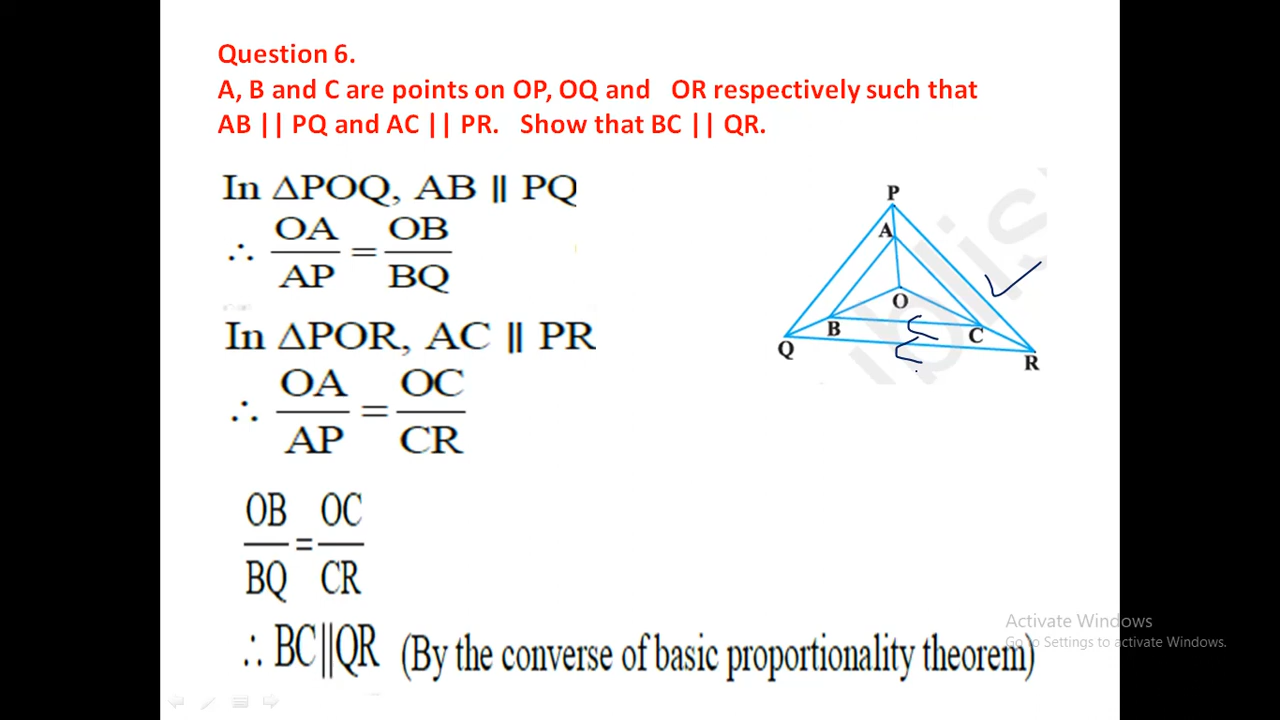 Question 6.
A, B and C are points on OP, OQ and OR respectively such that
AB || PQ and AC || PR. Show that BC || QR.
In ΔPOQ, AB || PQ
∴ OA/AP = OB/BQ
In ΔPOR, AC || PR
∴ OA/AP = OC/CR
OB/BQ = OC/CR
∴ BC||QR (By the converse of basic proportionality theorem)
P
A
O
B
C
Q
R
Activate Windows
Go to Settings to activate Windows.